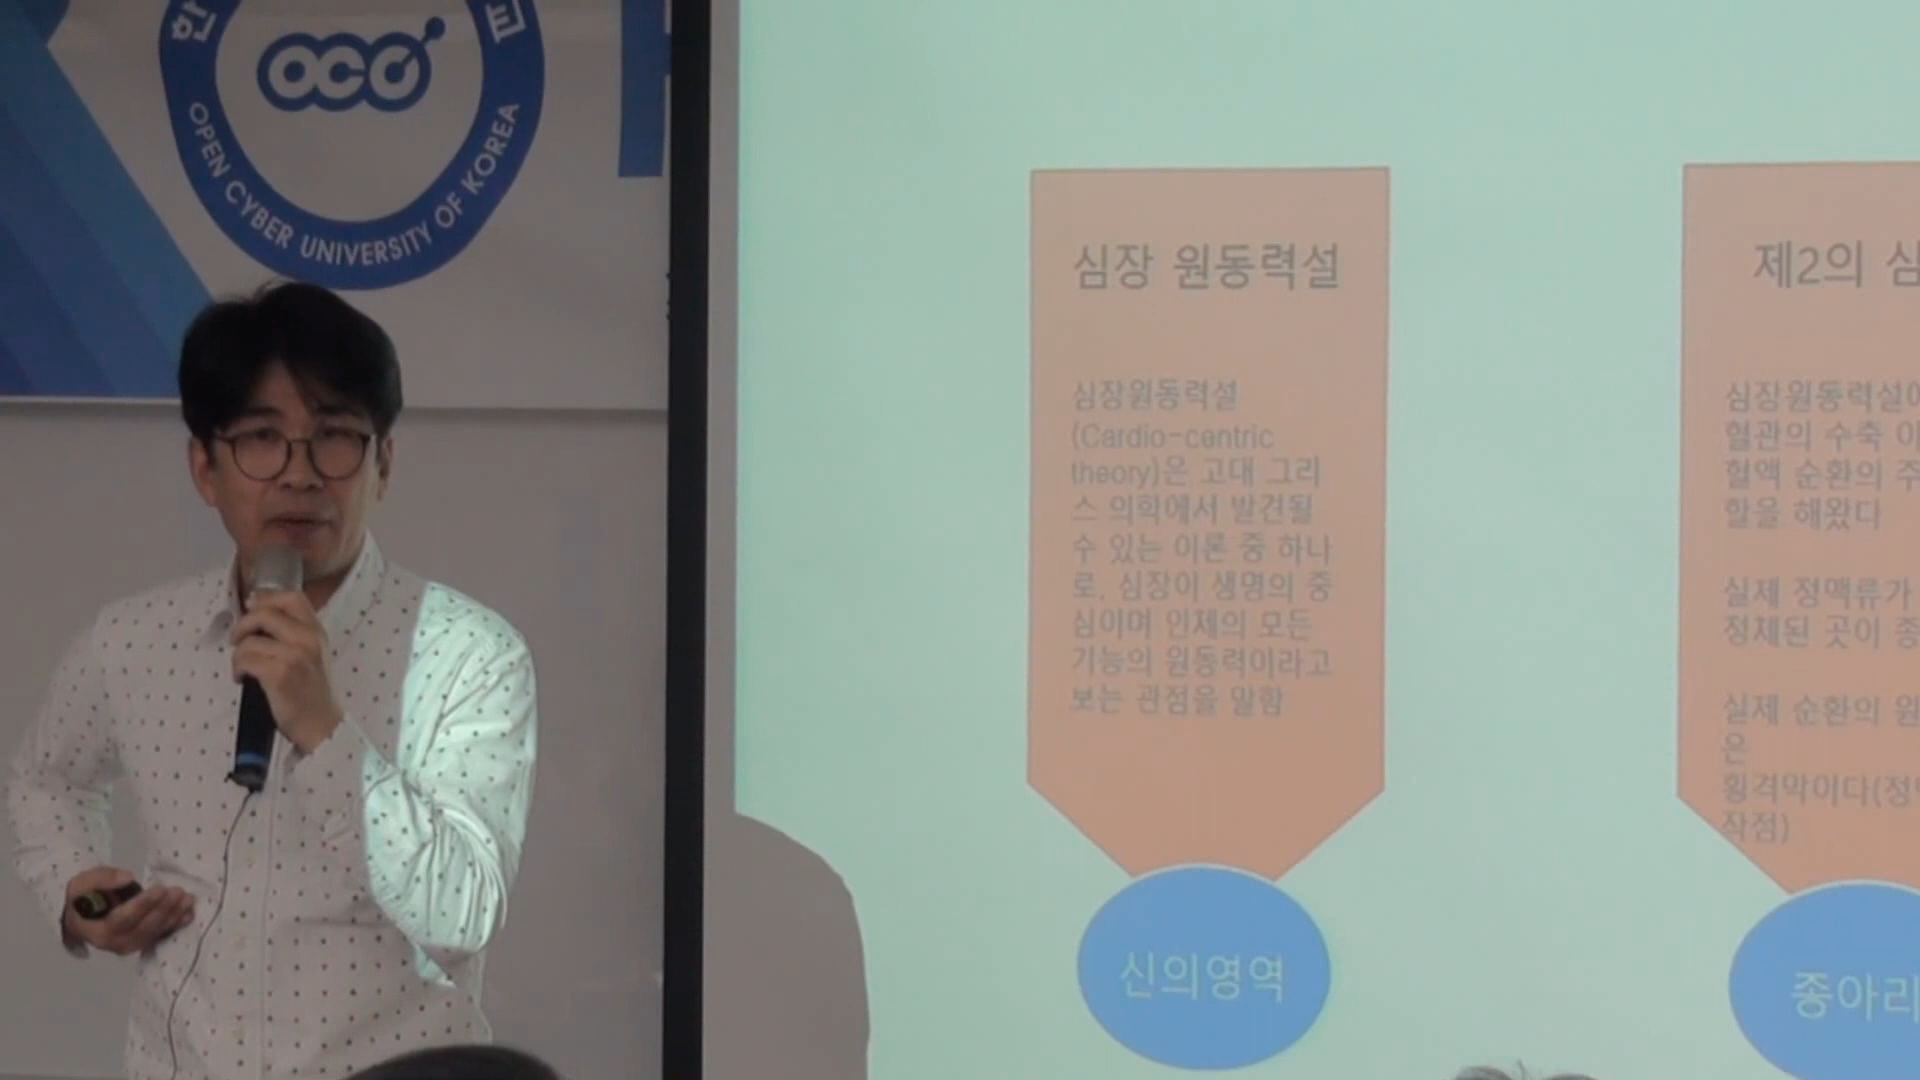 한
교
oco
OPEN CYBER UNIVERSITY OF KOREA
심장 원동력설
심장원동력설
(Cardio-centric
theory)은 고대 그리
스 의학에서 발견될
수 있는 이론 중 하나
로, 심장이 생명의 중
심이며 인체의 모든
기능의 원동력이라고
보는 관점을 말함
신의영역
제2의 심
심장원동력설에
혈관의 수축 이
혈액 순환의 주
할을 해왔다
실제 정맥류가
정체된 곳이 종
실제 순환의 원
은
횡격막이다(정맥
작점)
종아리